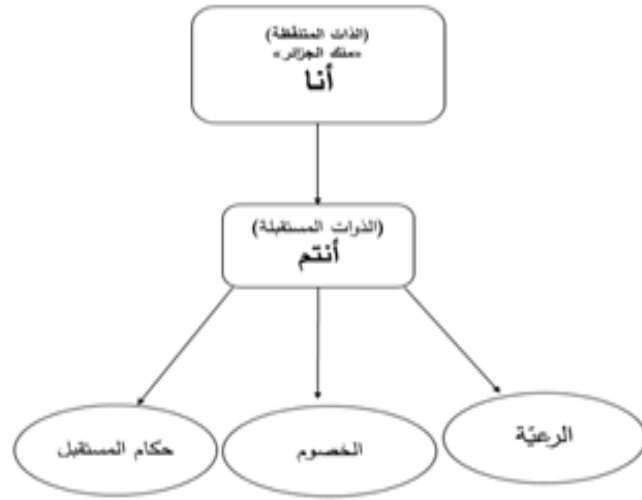 (الذات المتلفّظة)
«ملك الجزائر»
أنا
(الذوات المستقبلة)
أنتم
الرعيّة
الخصوم
حكام المستقبل